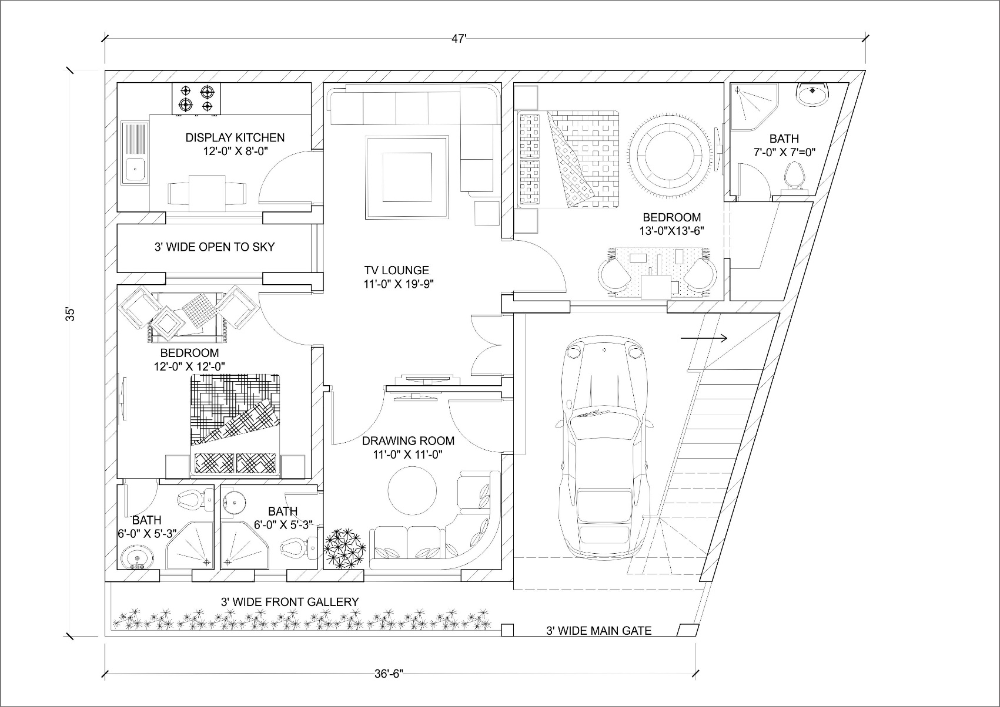 47'
35'
DISPLAY KITCHEN
12'-0" X 8'-0"
BATH
7'-0" X 7'=0"
BEDROOM
13'-0"X13'-6"
3' WIDE OPEN TO SKY
TV LOUNGE
11'-0" X 19'-9"
BEDROOM
12'-0" X 12'-0"
DRAWING ROOM
11'-0" X 11'-0"
BATH
6'-0" X 5'-3"
BATH
6'-0" X 5'-3"
3' WIDE FRONT GALLERY
3' WIDE MAIN GATE
36'-6"